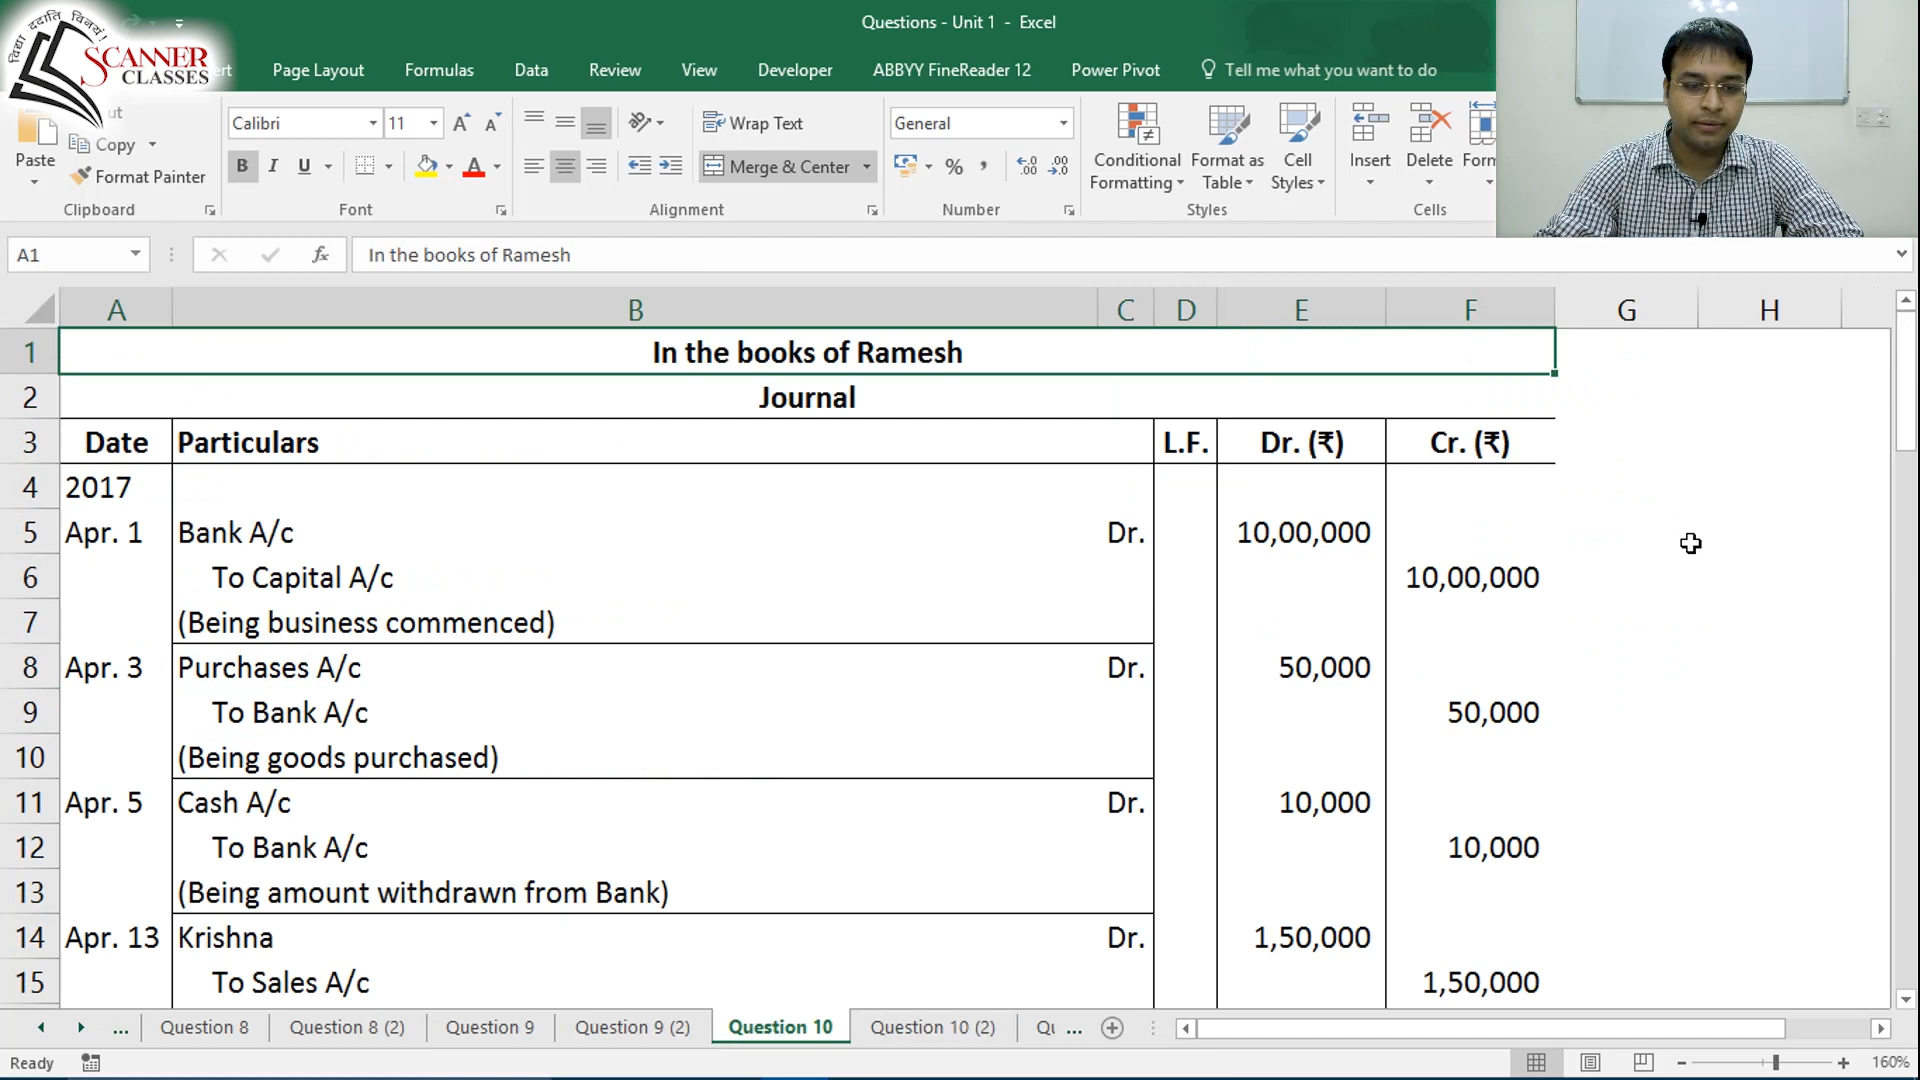 विद्या ददाति विनयं!
SCANNER
CLASSES
Questions - Unit 1 - Excel
Page Layout
Formulas
Data
Review
View
Developer
ABBYY FineReader 12
Power Pivot
Tell me what you want to do
Paste
Copy
Format Painter
Clipboard
Calibri
11
B I U
Font
Wrap Text
Merge & Center
Alignment
General
%
Number
Conditional
Formatting
Format as
Table
Cell
Styles
Styles
Insert
Delete
Form
Cells
A1
fx
In the books of Ramesh
A B C D E F G H
1 In the books of Ramesh
2 Journal
3 Date Particulars L.F. Dr. (₹) Cr. (₹)
4 2017
5 Apr. 1 Bank A/c Dr. 10,00,000
6 To Capital A/c 10,00,000
7 (Being business commenced)
8 Apr. 3 Purchases A/c Dr. 50,000
9 To Bank A/c 50,000
10 (Being goods purchased)
11 Apr. 5 Cash A/c Dr. 10,000
12 To Bank A/c 10,000
13 (Being amount withdrawn from Bank)
14 Apr. 13 Krishna Dr. 1,50,000
15 To Sales A/c 1,50,000
... Question 8 Question 8 (2) Question 9 Question 9 (2) Question 10 Question 10 (2) ...
Ready
160%